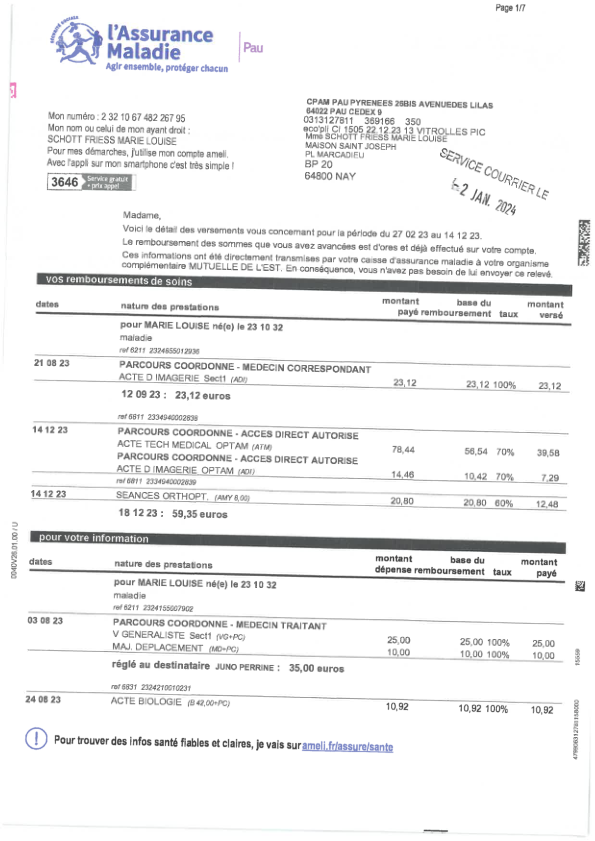 Page 1/7
l'Assurance
Maladie
Agir ensemble, protéger chacun
Pau
Mon numéro : 2 32 10 67 482 267 95
Mon nom ou celui de mon ayant droit :
SCHOTT FRIESS MARIE LOUISE
Pour mes démarches, j'utilise mon compte ameli.
Avec l'appli sur mon smartphone c'est très simple !
3646 Service gratuit + prix appel
CPAM PAU PYRENEES 26BIS AVENUEDES LILAS
64022 PAU CEDEX 9
0313127811 369166 350
eco'pli CI 1505 22.12.23 13 VITROLLES PIC
Mme SCHOTT FRIESS MARIE LOUISE
MAISON SAINT JOSEPH
PL MARCADIEU
BP 20
64800 NAY
SERVICE COURRIER LE
2 JAN. 2024
Madame,
Voici le détail des versements vous concernant pour la période du 27 02 23 au 14 12 23.
Le remboursement des sommes que vous avez avancées est d'ores et déjà effectué sur votre compte.
Ces informations ont été directement transmises par votre caisse d'assurance maladie à votre organisme
complémentaire MUTUELLE DE L'EST. En conséquence, vous n'avez pas besoin de lui envoyer ce relevé.
vos remboursements de soins
dates nature des prestations montant payé base du remboursement taux montant versé
pour MARIE LOUISE né(e) le 23 10 32
maladie
ref 6211 2324855012936
21 08 23 PARCOURS COORDONNE - MEDECIN CORRESPONDANT
ACTE D IMAGERIE Sect1 (ADI) 23,12 23,12 100% 23,12
12 09 23 : 23,12 euros
ref 6811 2334940002639
14 12 23 PARCOURS COORDONNE - ACCES DIRECT AUTORISE
ACTE TECH MEDICAL OPTAM (ATM) 78,44 56,54 70% 39,58
PARCOURS COORDONNE - ACCES DIRECT AUTORISE
ACTE D IMAGERIE OPTAM (ADI) 14,46 10,42 70% 7,29
ref 6811 2334940002639
14 12 23 SEANCES ORTHOPT. (AMY 8,00) 20,80 20,80 60% 12,48
18 12 23 : 59,35 euros
pour votre information
dates nature des prestations montant dépense base du remboursement taux montant payé
pour MARIE LOUISE né(e) le 23 10 32
maladie
ref 6211 2324155007902
03 08 23 PARCOURS COORDONNE - MEDECIN TRAITANT
V GENERALISTE Sect1 (VG+PC) 25,00 25,00 100% 25,00
MAJ. DEPLACEMENT (MD+PC) 10,00 10,00 100% 10,00
réglé au destinataire JUNO PERRINE : 35,00 euros
ref 6831 2324210010231
24 08 23 ACTE BIOLOGIE (B 42,00+PC) 10,92 10,92 100% 10,92
Pour trouver des infos santé fiables et claires, je vais sur ameli.fr/assure/sante